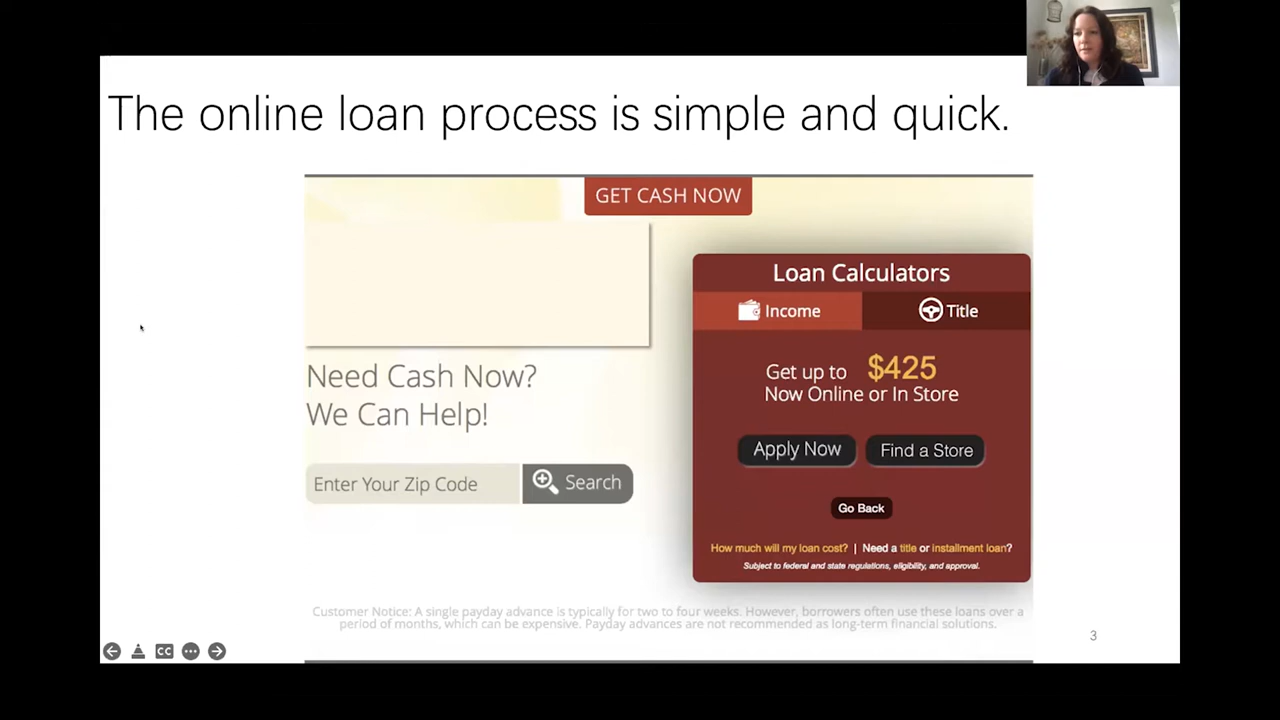 The online loan process is simple and quick.
GET CASH NOW
Need Cash Now?
We Can Help!
Enter Your Zip Code
Search
Loan Calculators
Income
Title
Get up to $425
Now Online or In Store
Apply Now
Find a Store
Go Back
How much will my loan cost? | Need a title or installment loan?
Subject to federal and state regulations, eligibility, and approval.
Customer Notice: A single payday advance is typically for two to four weeks. However, borrowers often use these loans over a
period of months, which can be expensive. Payday advances are not recommended as long-term financial solutions.
CC
3